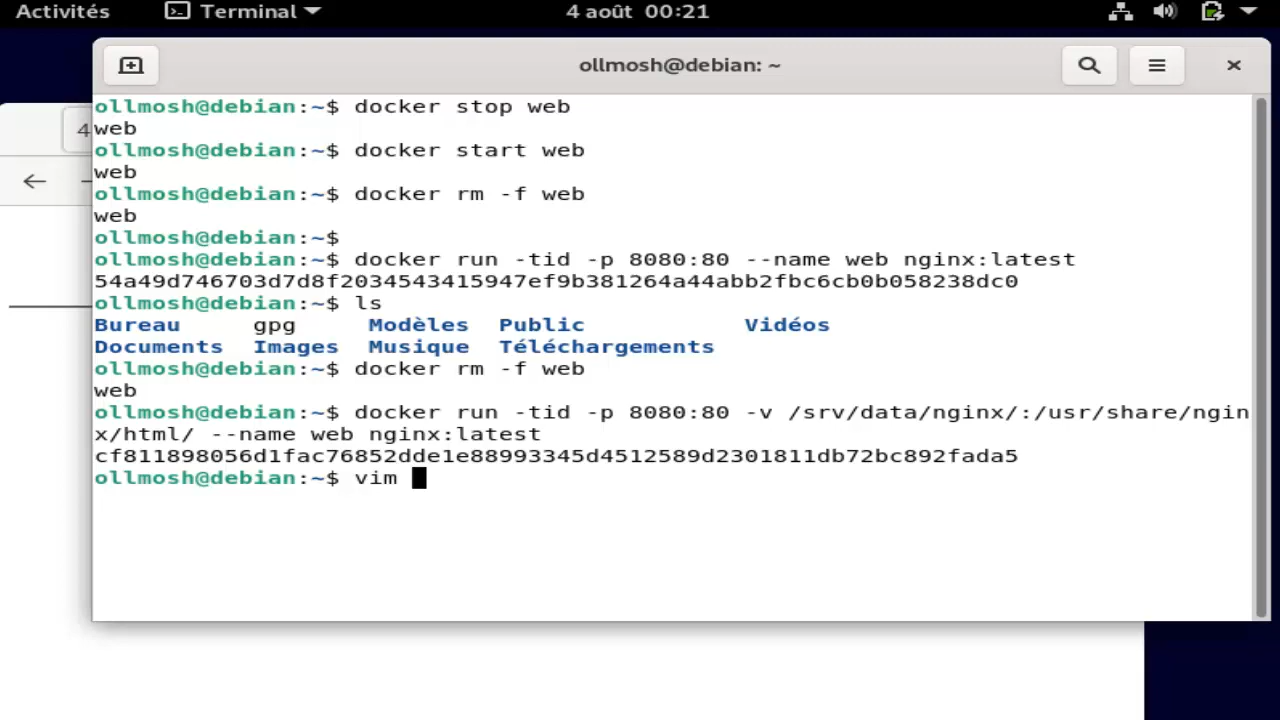 Activités Terminal 4 août 00:21
ollmosh@debian: ~
4
ollmosh@debian:~$ docker stop web
web
ollmosh@debian:~$ docker start web
web
ollmosh@debian:~$ docker rm -f web
web
ollmosh@debian:~$
ollmosh@debian:~$ docker run -tid -p 8080:80 --name web nginx:latest
54a49d746703d7d8f2034543415947ef9b381264a44abb2fbc6cb0b058238dc0
ollmosh@debian:~$ ls
Bureau gpg Modèles Public Vidéos
Documents Images Musique Téléchargements
ollmosh@debian:~$ docker rm -f web
web
ollmosh@debian:~$ docker run -tid -p 8080:80 -v /srv/data/nginx/:/usr/share/ngin
x/html/ --name web nginx:latest
cf811898056d1fac76852dde1e88993345d4512589d2301811db72bc892fada5
ollmosh@debian:~$ vim